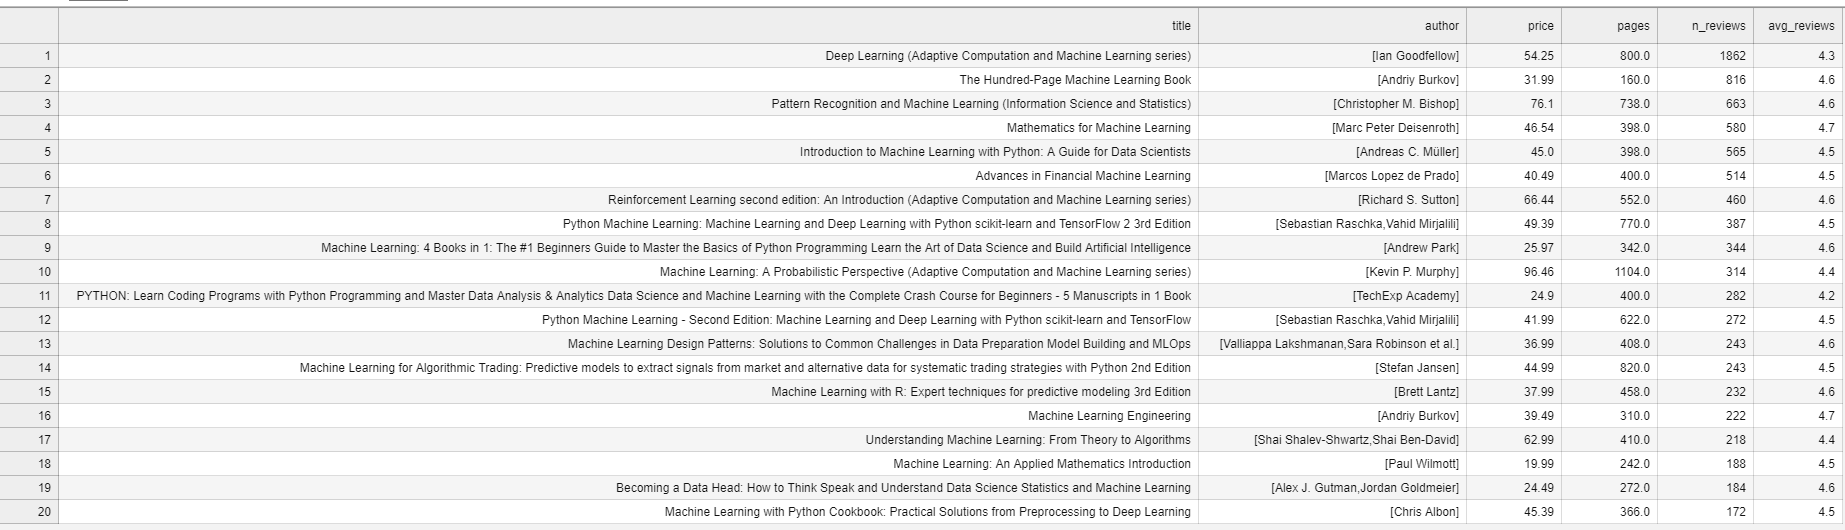 title author price pages n_reviews avg_reviews
1 Deep Learning (Adaptive Computation and Machine Learning series) [Ian Goodfellow] 54.25 800.0 1862 4.3
2 The Hundred-Page Machine Learning Book [Andriy Burkov] 31.99 160.0 816 4.6
3 Pattern Recognition and Machine Learning (Information Science and Statistics) [Christopher M. Bishop] 76.1 738.0 663 4.6
4 Mathematics for Machine Learning [Marc Peter Deisenroth] 46.54 398.0 580 4.7
5 Introduction to Machine Learning with Python: A Guide for Data Scientists [Andreas C. Müller] 45.0 398.0 565 4.5
6 Advances in Financial Machine Learning [Marcos Lopez de Prado] 40.49 400.0 514 4.5
7 Reinforcement Learning second edition: An Introduction (Adaptive Computation and Machine Learning series) [Richard S. Sutton] 66.44 552.0 460 4.6
8 Python Machine Learning: Machine Learning and Deep Learning with Python scikit-learn and TensorFlow 2 3rd Edition [Sebastian Raschka,Vahid Mirjalili] 49.39 770.0 387 4.5
9 Machine Learning: 4 Books in 1: The #1 Beginners Guide to Master the Basics of Python Programming Learn the Art of Data Science and Build Artificial Intelligence [Andrew Park] 25.97 342.0 344 4.6
10 Machine Learning: A Probabilistic Perspective (Adaptive Computation and Machine Learning series) [Kevin P. Murphy] 96.46 1104.0 314 4.4
11 PYTHON: Learn Coding Programs with Python Programming and Master Data Analysis & Analytics Data Science and Machine Learning with the Complete Crash Course for Beginners - 5 Manuscripts in 1 Book [TechExp Academy] 24.9 400.0 282 4.2
12 Python Machine Learning - Second Edition: Machine Learning and Deep Learning with Python scikit-learn and TensorFlow [Sebastian Raschka,Vahid Mirjalili] 41.99 622.0 272 4.5
13 Machine Learning Design Patterns: Solutions to Common Challenges in Data Preparation Model Building and MLOps [Valliappa Lakshmanan,Sara Robinson et al.] 36.99 408.0 243 4.6
14 Machine Learning for Algorithmic Trading: Predictive models to extract signals from market and alternative data for systematic trading strategies with Python 2nd Edition [Stefan Jansen] 44.99 820.0 243 4.5
15 Machine Learning with R: Expert techniques for predictive modeling 3rd Edition [Brett Lantz] 37.99 458.0 232 4.6
16 Machine Learning Engineering [Andriy Burkov] 39.49 310.0 222 4.7
17 Understanding Machine Learning: From Theory to Algorithms [Shai Shalev-Shwartz,Shai Ben-David] 62.99 410.0 218 4.4
18 Machine Learning: An Applied Mathematics Introduction [Paul Wilmott] 19.99 242.0 188 4.5
19 Becoming a Data Head: How to Think Speak and Understand Data Science Statistics and Machine Learning [Alex J. Gutman,Jordan Goldmeier] 24.49 272.0 184 4.6
20 Machine Learning with Python Cookbook: Practical Solutions from Preprocessing to Deep Learning [Chris Albon] 45.39 366.0 172 4.5